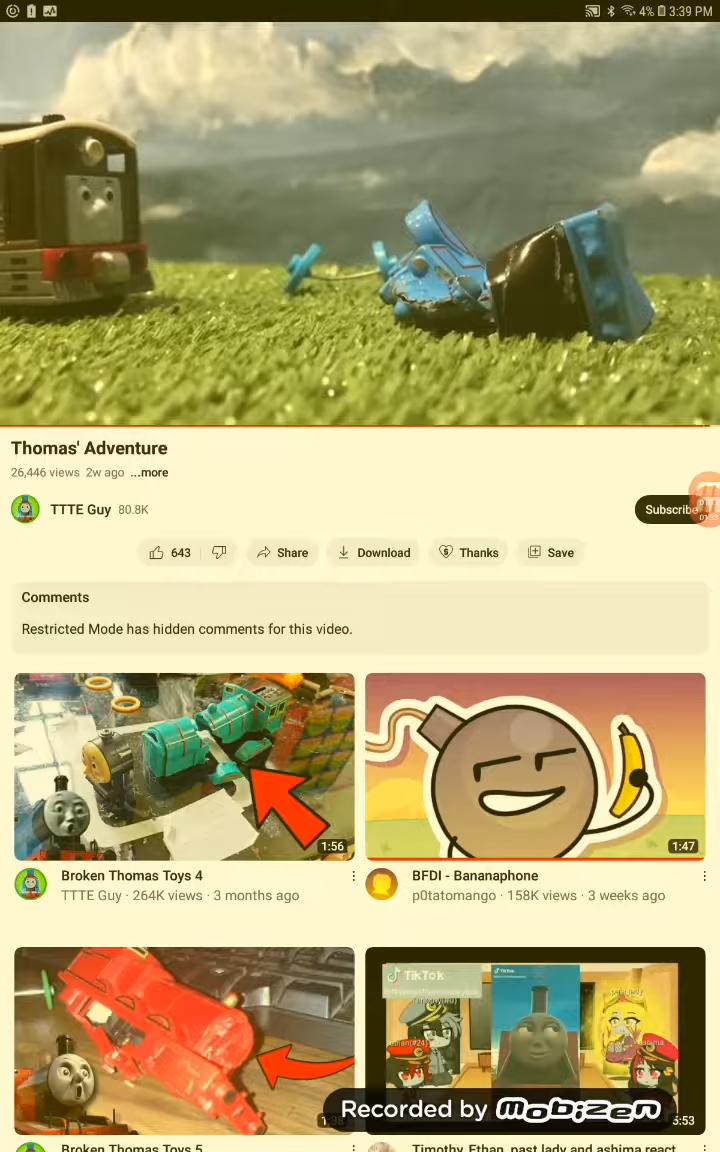 4% 3:39 PM
Thomas' Adventure
26,446 views 2w ago ...more
TTTE Guy 80.8K
Subscribe
643 Share Download Thanks Save
Comments
Restricted Mode has hidden comments for this video.
1:56
1:47
Broken Thomas Toys 4
TTTE Guy · 264K views · 3 months ago
BFDI - Bananaphone
p0tatomango · 158K views · 3 weeks ago
TikTok
TikTok
Recorded by mobizen
5:53
Broken Thomas Toys 5
Timothy, Ethan, past lady and ashima react